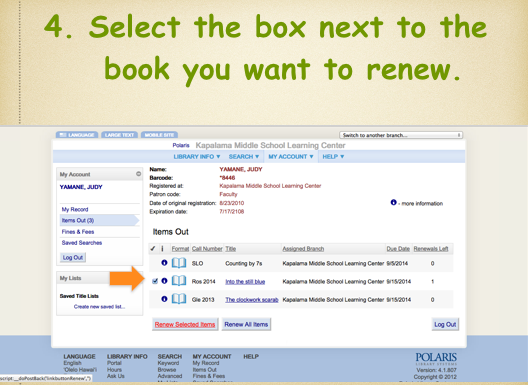 4. Select the box next to the
book you want to renew.
LANGUAGE LARGE TEXT MOBILE SITE
Switch to another branch...
Polaris Kapalama Middle School Learning Center
LIBRARY INFO ▼ SEARCH ▼ MY ACCOUNT ▼ HELP ▼
My Account
YAMANE, JUDY
My Record
Items Out (3)
Fines & Fees
Saved Searches
Log Out
My Lists
Saved Title Lists
Create new saved list...
Name: YAMANE, JUDY
Barcode: *8446
Registered at: Kapalama Middle School Learning Center
Patron code: Faculty
Date of original registration: 8/23/2010
Expiration date: 7/17/2108
i - more information
Items Out
✓ i Format Call Number Title Assigned Branch Due Date Renewals Left
SLO Counting by 7s Kapalama Middle School Learning Center 9/5/2014 0
Ros 2014 Into the still blue Kapalama Middle School Learning Center 9/15/2014 1
Gle 2013 The clockwork scarab Kapalama Middle School Learning Center 9/15/2014 0
Renew Selected Items Renew All Items Log Out
LANGUAGE LIBRARY INFO SEARCH MY ACCOUNT HELP
English Portal Keyword My Record
'Olelo Hawai'i Hours Browse Items Out
Ask Us Advanced Fines & Fees
POLARIS
LIBRARY SYSTEMS
Version: 4.1.807
Copyright © 2012
script:__doPostBack('linkbuttonRenew','')